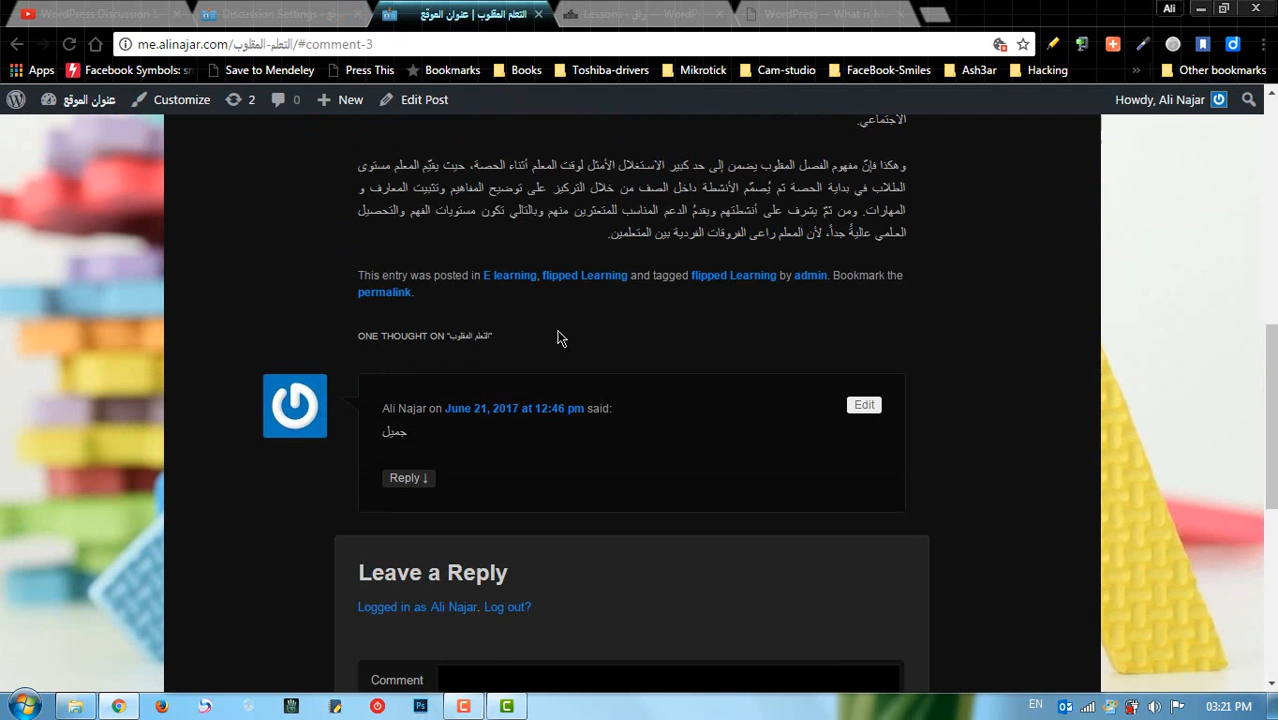 WordPress Discussion S
Discussion Settings ‹ عنوان الموقع
التعلم المقلوب | عنوان الموقع
WordPress — What is
Ali
me.alinajar.com/التعلم-المقلوب/#comment-3
Apps
Facebook Symbols: sn
Save to Mendeley
Press This
Bookmarks
Books
Toshiba-drivers
Mikrotick
Cam-studio
FaceBook-Smiles
Ash3ar
Hacking
»
Other bookmarks
عنوان الموقع
Customize
2
0
New
Edit Post
Howdy, Ali Najar
الاجتماعي.
وهكذا فإنّ مفهوم الفصل المقلوب يضمن إلى حد كبير الاستغلال الأمثل لوقت المعلم أثناء الحصة، حيث يقيّم المعلم مستوى
الطلاب في بداية الحصة ثم يُصمّم الأنشطة داخل الصف من خلال التركيز على توضيح المفاهيم وتثبيت المعارف و
المهارات. ومن ثمّ يشرف على أنشطتهم ويقدمُ الدعم المناسب للمتعثرين منهم وبالتالي تكون مستويات الفهم والتحصيل
العلمي عاليةً جداً، لأن المعلم راعى الفروقات الفردية بين المتعلمين.
This entry was posted in E learning, flipped Learning and tagged flipped Learning by admin. Bookmark the
permalink.
ONE THOUGHT ON “التعلم المقلوب”
Ali Najar on June 21, 2017 at 12:46 pm said:
Edit
جميل
Reply ↓
Leave a Reply
Logged in as Ali Najar. Log out?
Comment
EN
03:21 PM